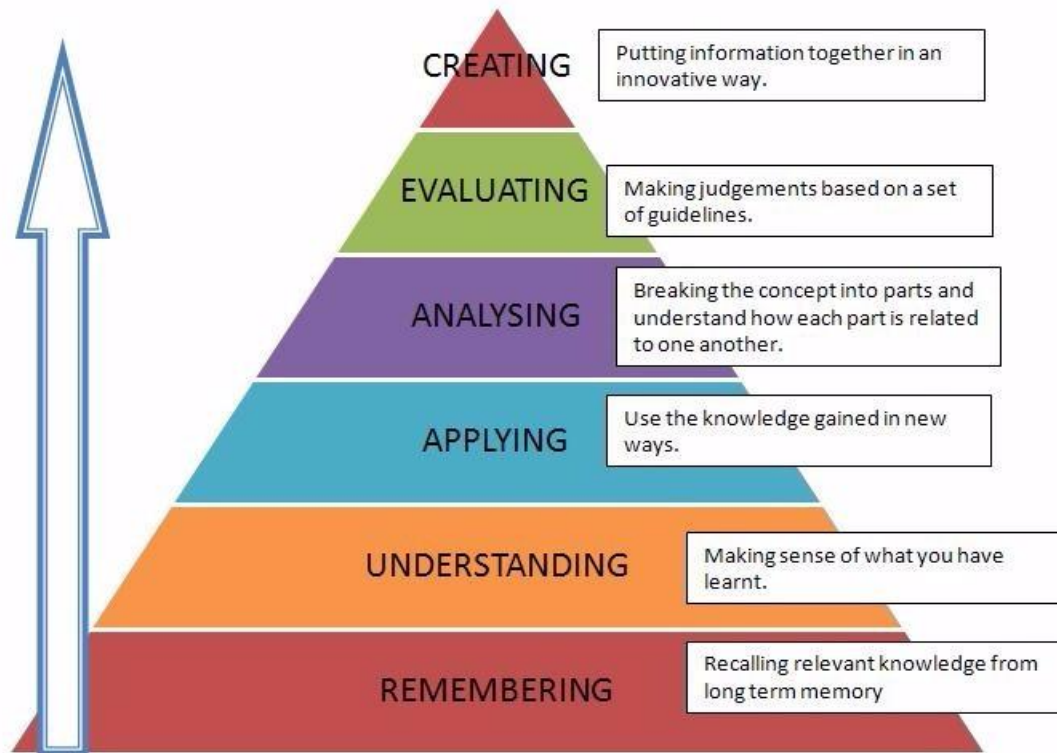 CREATING
Putting information together in an
innovative way.
EVALUATING
Making judgements based on a set
of guidelines.
ANALYSING
Breaking the concept into parts and
understand how each part is related
to one another.
APPLYING
Use the knowledge gained in new
ways.
UNDERSTANDING
Making sense of what you have
learnt.
REMEMBERING
Recalling relevant knowledge from
long term memory